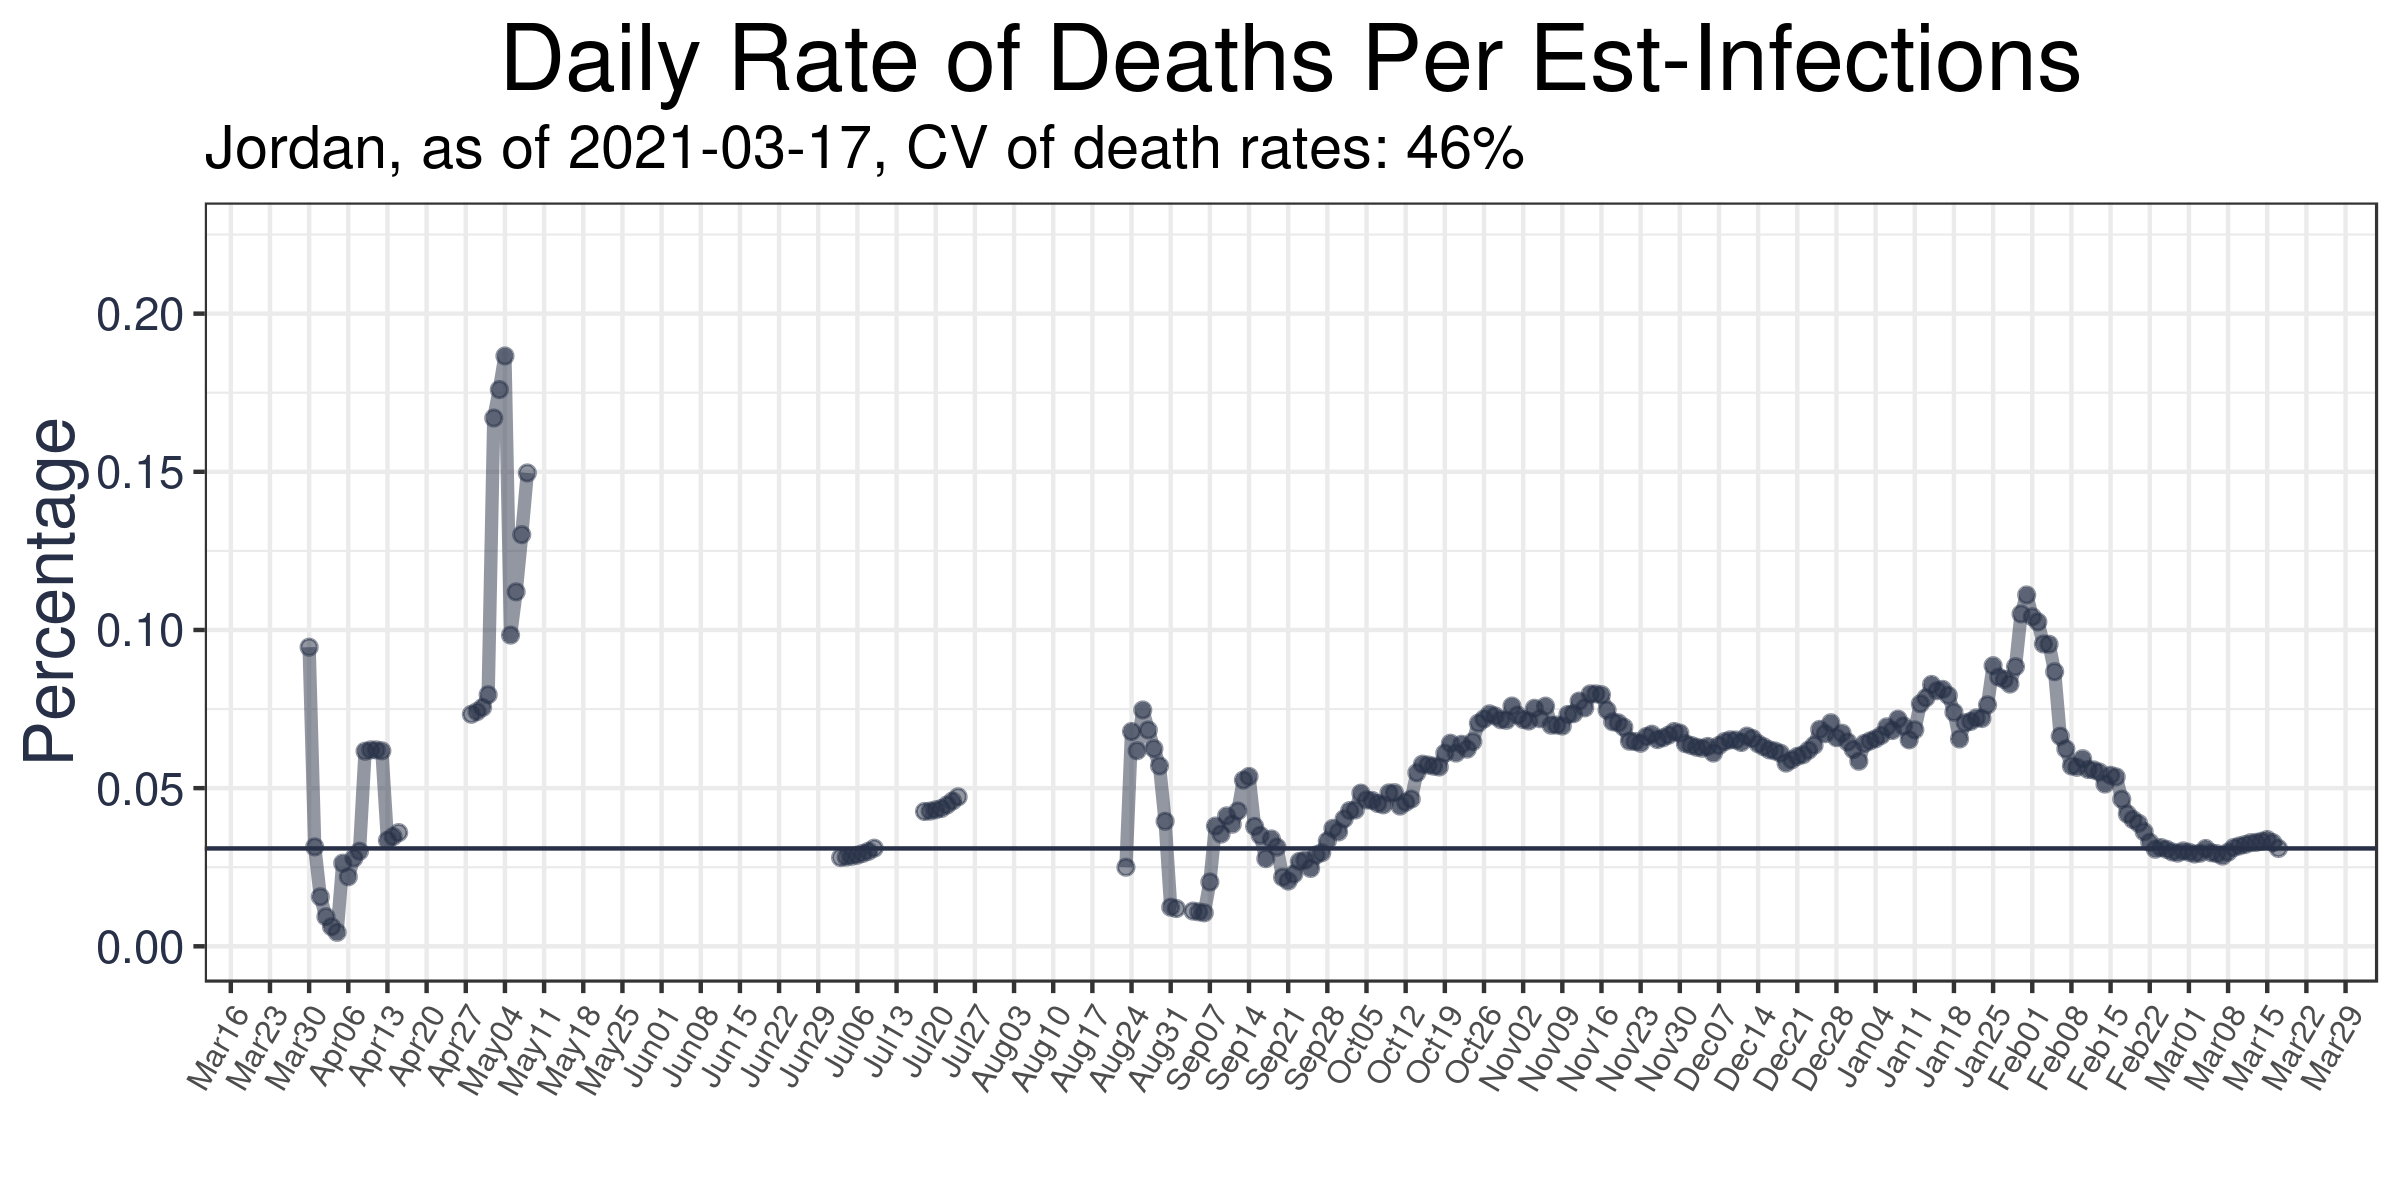 Daily Rate of Deaths Per Est-Infections
Jordan, as of 2021-03-17, CV of death rates: 46%
Percentage
0.20
0.15
0.10
0.05
0.00
Mar16
Mar23
Mar30
Apr06
Apr13
Apr20
Apr27
May04
May11
May18
May25
Jun01
Jun08
Jun15
Jun22
Jun29
Jul06
Jul13
Jul20
Jul27
Aug03
Aug10
Aug17
Aug24
Aug31
Sep07
Sep14
Sep21
Sep28
Oct05
Oct12
Oct19
Oct26
Nov02
Nov09
Nov16
Nov23
Nov30
Dec07
Dec14
Dec21
Dec28
Jan04
Jan11
Jan18
Jan25
Feb01
Feb08
Feb15
Feb22
Mar01
Mar08
Mar15
Mar22
Mar29